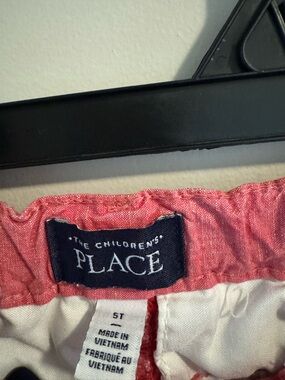 • THE CHILDREN'S •
PLACE
5T
MADE IN
VIETNAM
FABRIQUÉ AU
VIETNAM